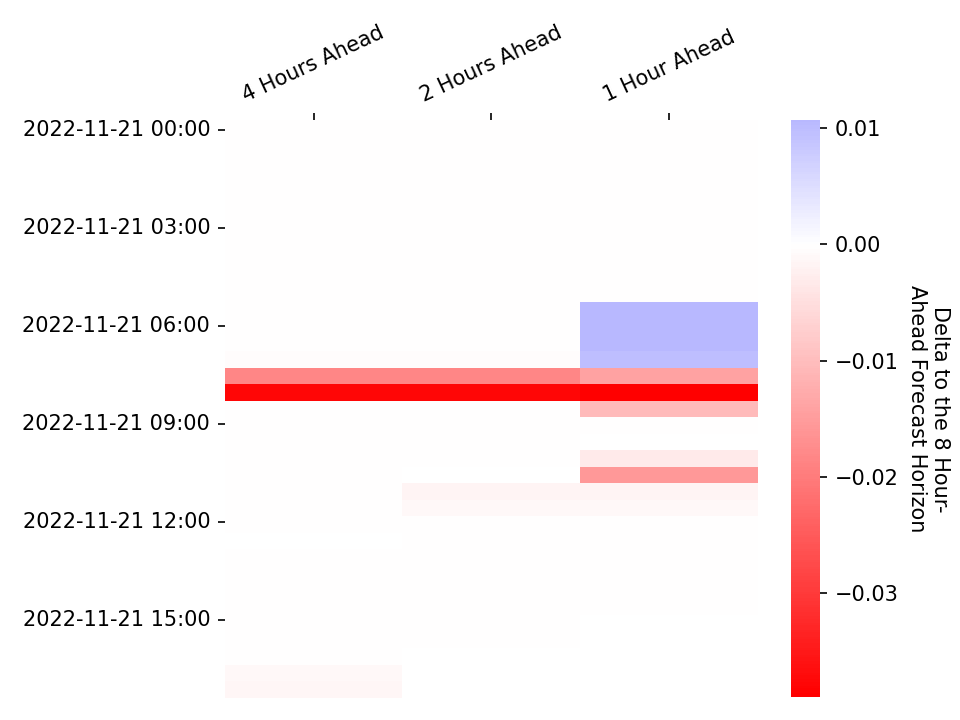 4 Hours Ahead
2 Hours Ahead
1 Hour Ahead
2022-11-21 00:00
2022-11-21 03:00
2022-11-21 06:00
2022-11-21 09:00
2022-11-21 12:00
2022-11-21 15:00
0.01
0.00
−0.01
−0.02
−0.03
Delta to the 8 Hour-
Ahead Forecast Horizon